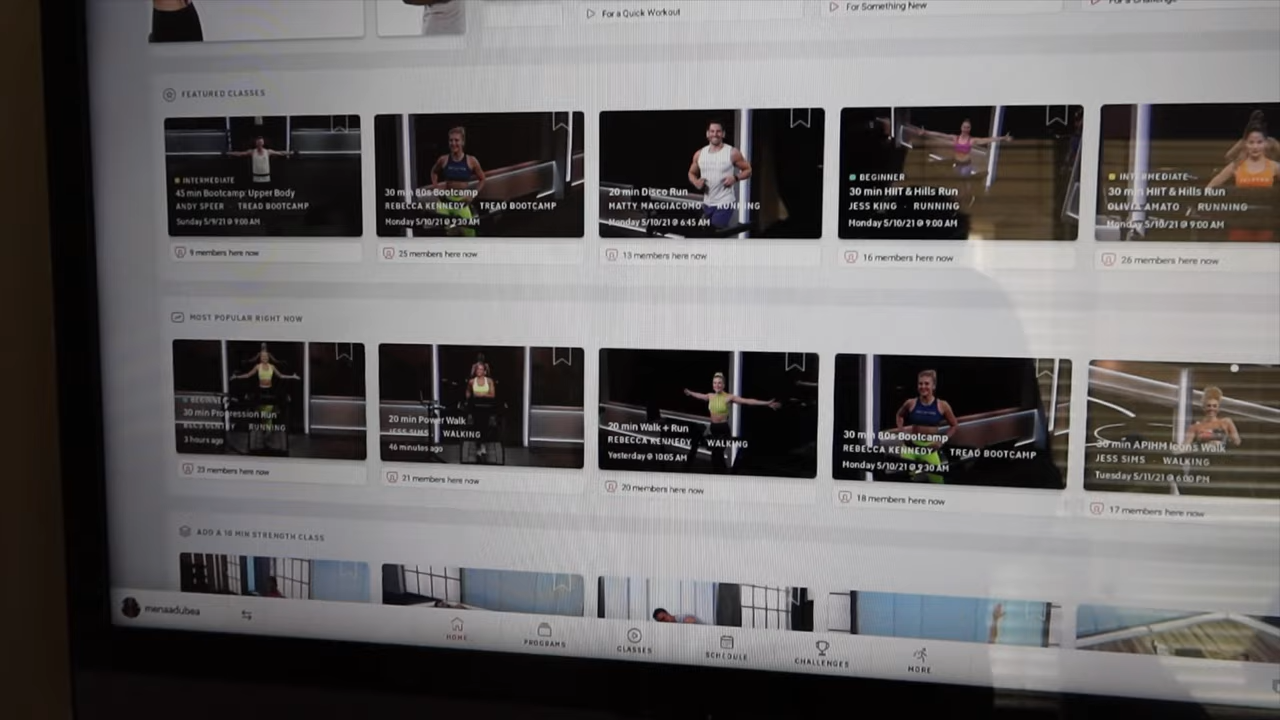 For a Quick Workout
For Something New
For a Challenge
FEATURED CLASSES
INTERMEDIATE
45 min Bootcamp: Upper Body
ANDY SPEER · TREAD BOOTCAMP
Sunday 5/9/21 @ 9:00 AM
9 members here now
30 min 80s Bootcamp
REBECCA KENNEDY · TREAD BOOTCAMP
Monday 5/10/21 @ 9:30 AM
25 members here now
20 min Disco Run
MATTY MAGGIACOMO · RUNNING
Monday 5/10/21 @ 6:45 AM
13 members here now
BEGINNER
30 min HIIT & Hills Run
JESS KING · RUNNING
Monday 5/10/21 @ 9:00 AM
16 members here now
INTERMEDIATE
30 min HIIT & Hills Run
OLIVIA AMATO · RUNNING
Monday 5/10/21 @ 9:00 AM
26 members here now
MOST POPULAR RIGHT NOW
BEGINNER
30 min Progression Run
BECS GENTRY · RUNNING
3 hours ago
23 members here now
20 min Power Walk
JESS SIMS · WALKING
46 minutes ago
21 members here now
20 min Walk + Run
REBECCA KENNEDY · WALKING
Yesterday @ 10:05 AM
20 members here now
30 min 80s Bootcamp
REBECCA KENNEDY · TREAD BOOTCAMP
Monday 5/10/21 @ 9:30 AM
18 members here now
30 min APIHM Icons Walk
JESS SIMS · WALKING
Tuesday 5/11/21 @ 6:00 PM
17 members here now
ADD A 10 MIN STRENGTH CLASS
menaadubea
HOME
PROGRAMS
CLASSES
SCHEDULE
CHALLENGES
MORE